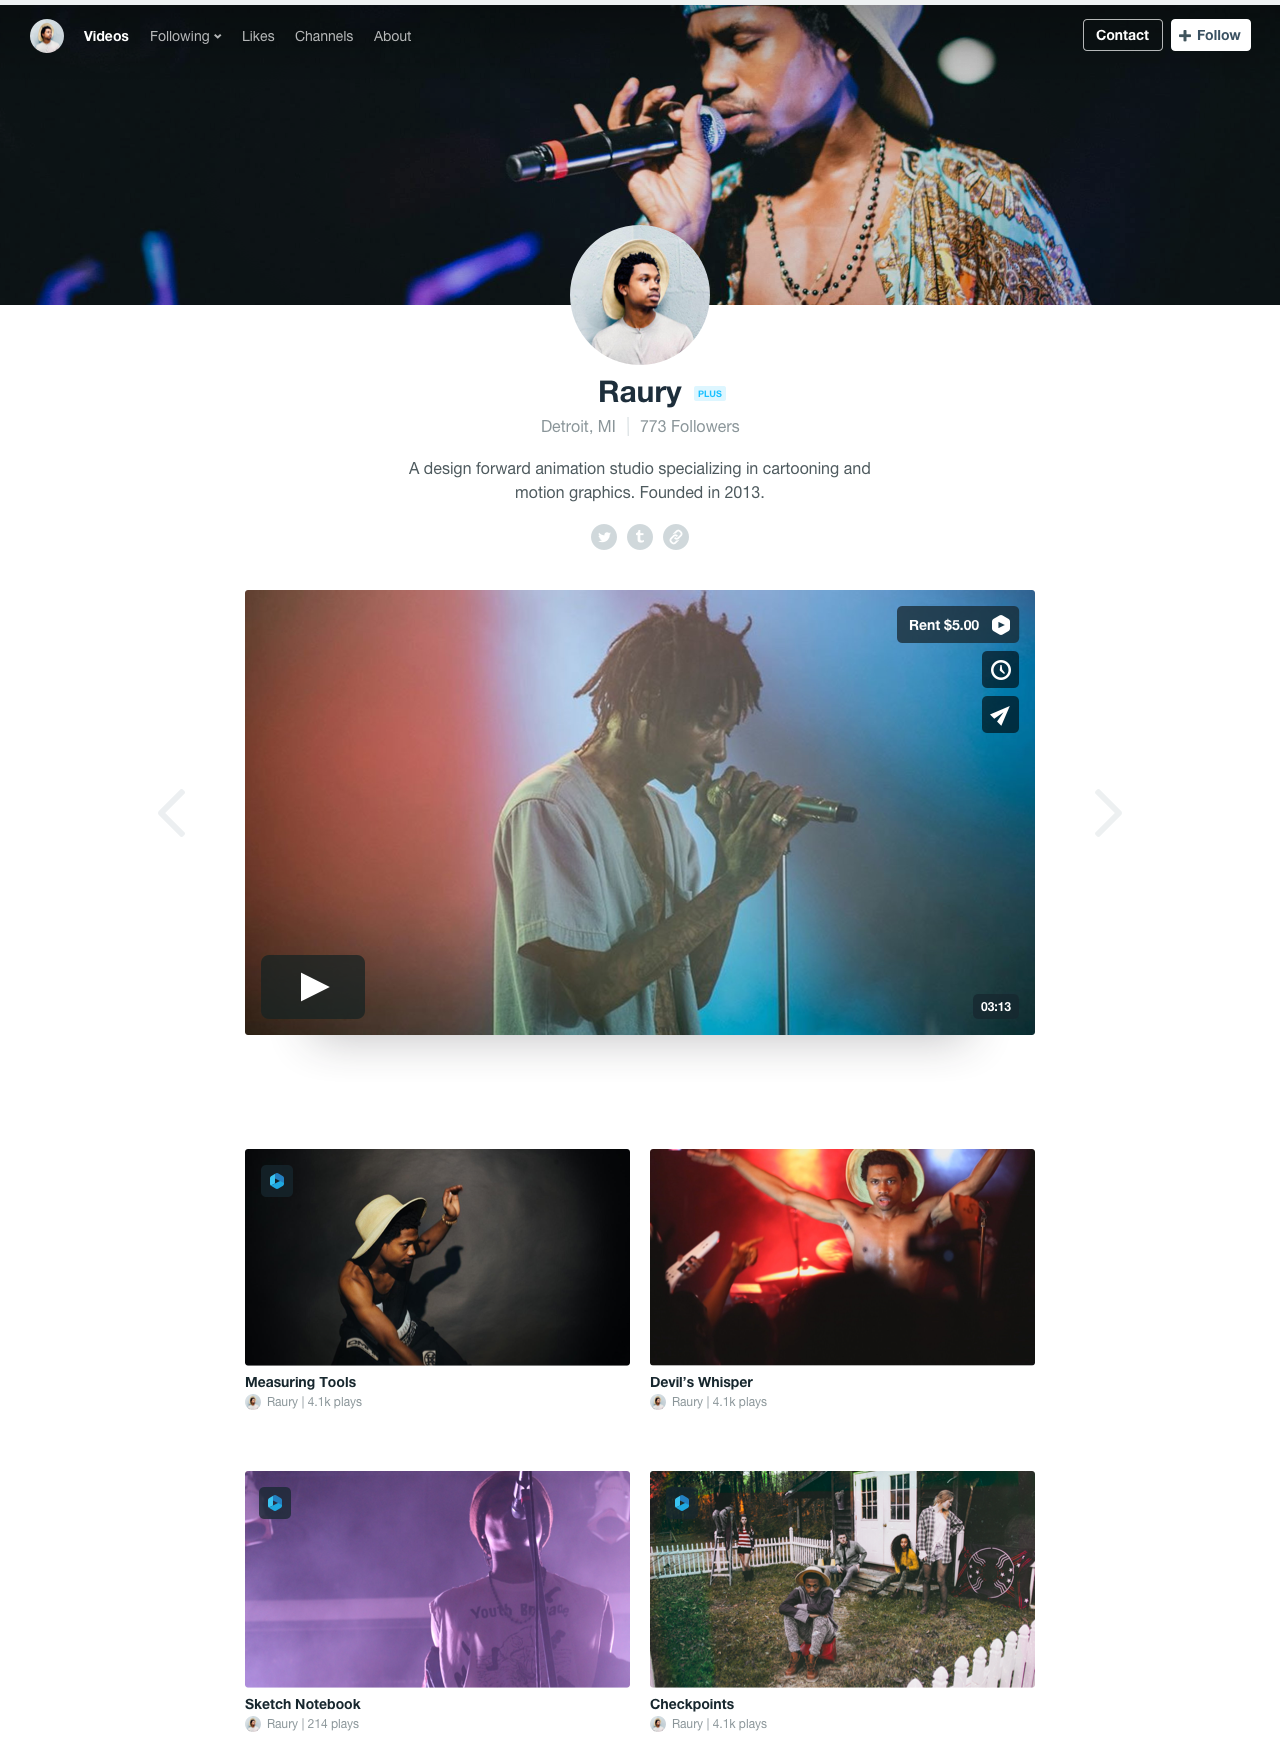 Videos Following Likes Channels About Contact Follow
Raury PLUS
Detroit, MI 773 Followers
A design forward animation studio specializing in cartooning and
motion graphics. Founded in 2013.
Rent $5.00
03:13
Measuring Tools
Raury | 4.1k plays
Devil’s Whisper
Raury | 4.1k plays
Youth
Sketch Notebook
Raury | 214 plays
Checkpoints
Raury | 4.1k plays